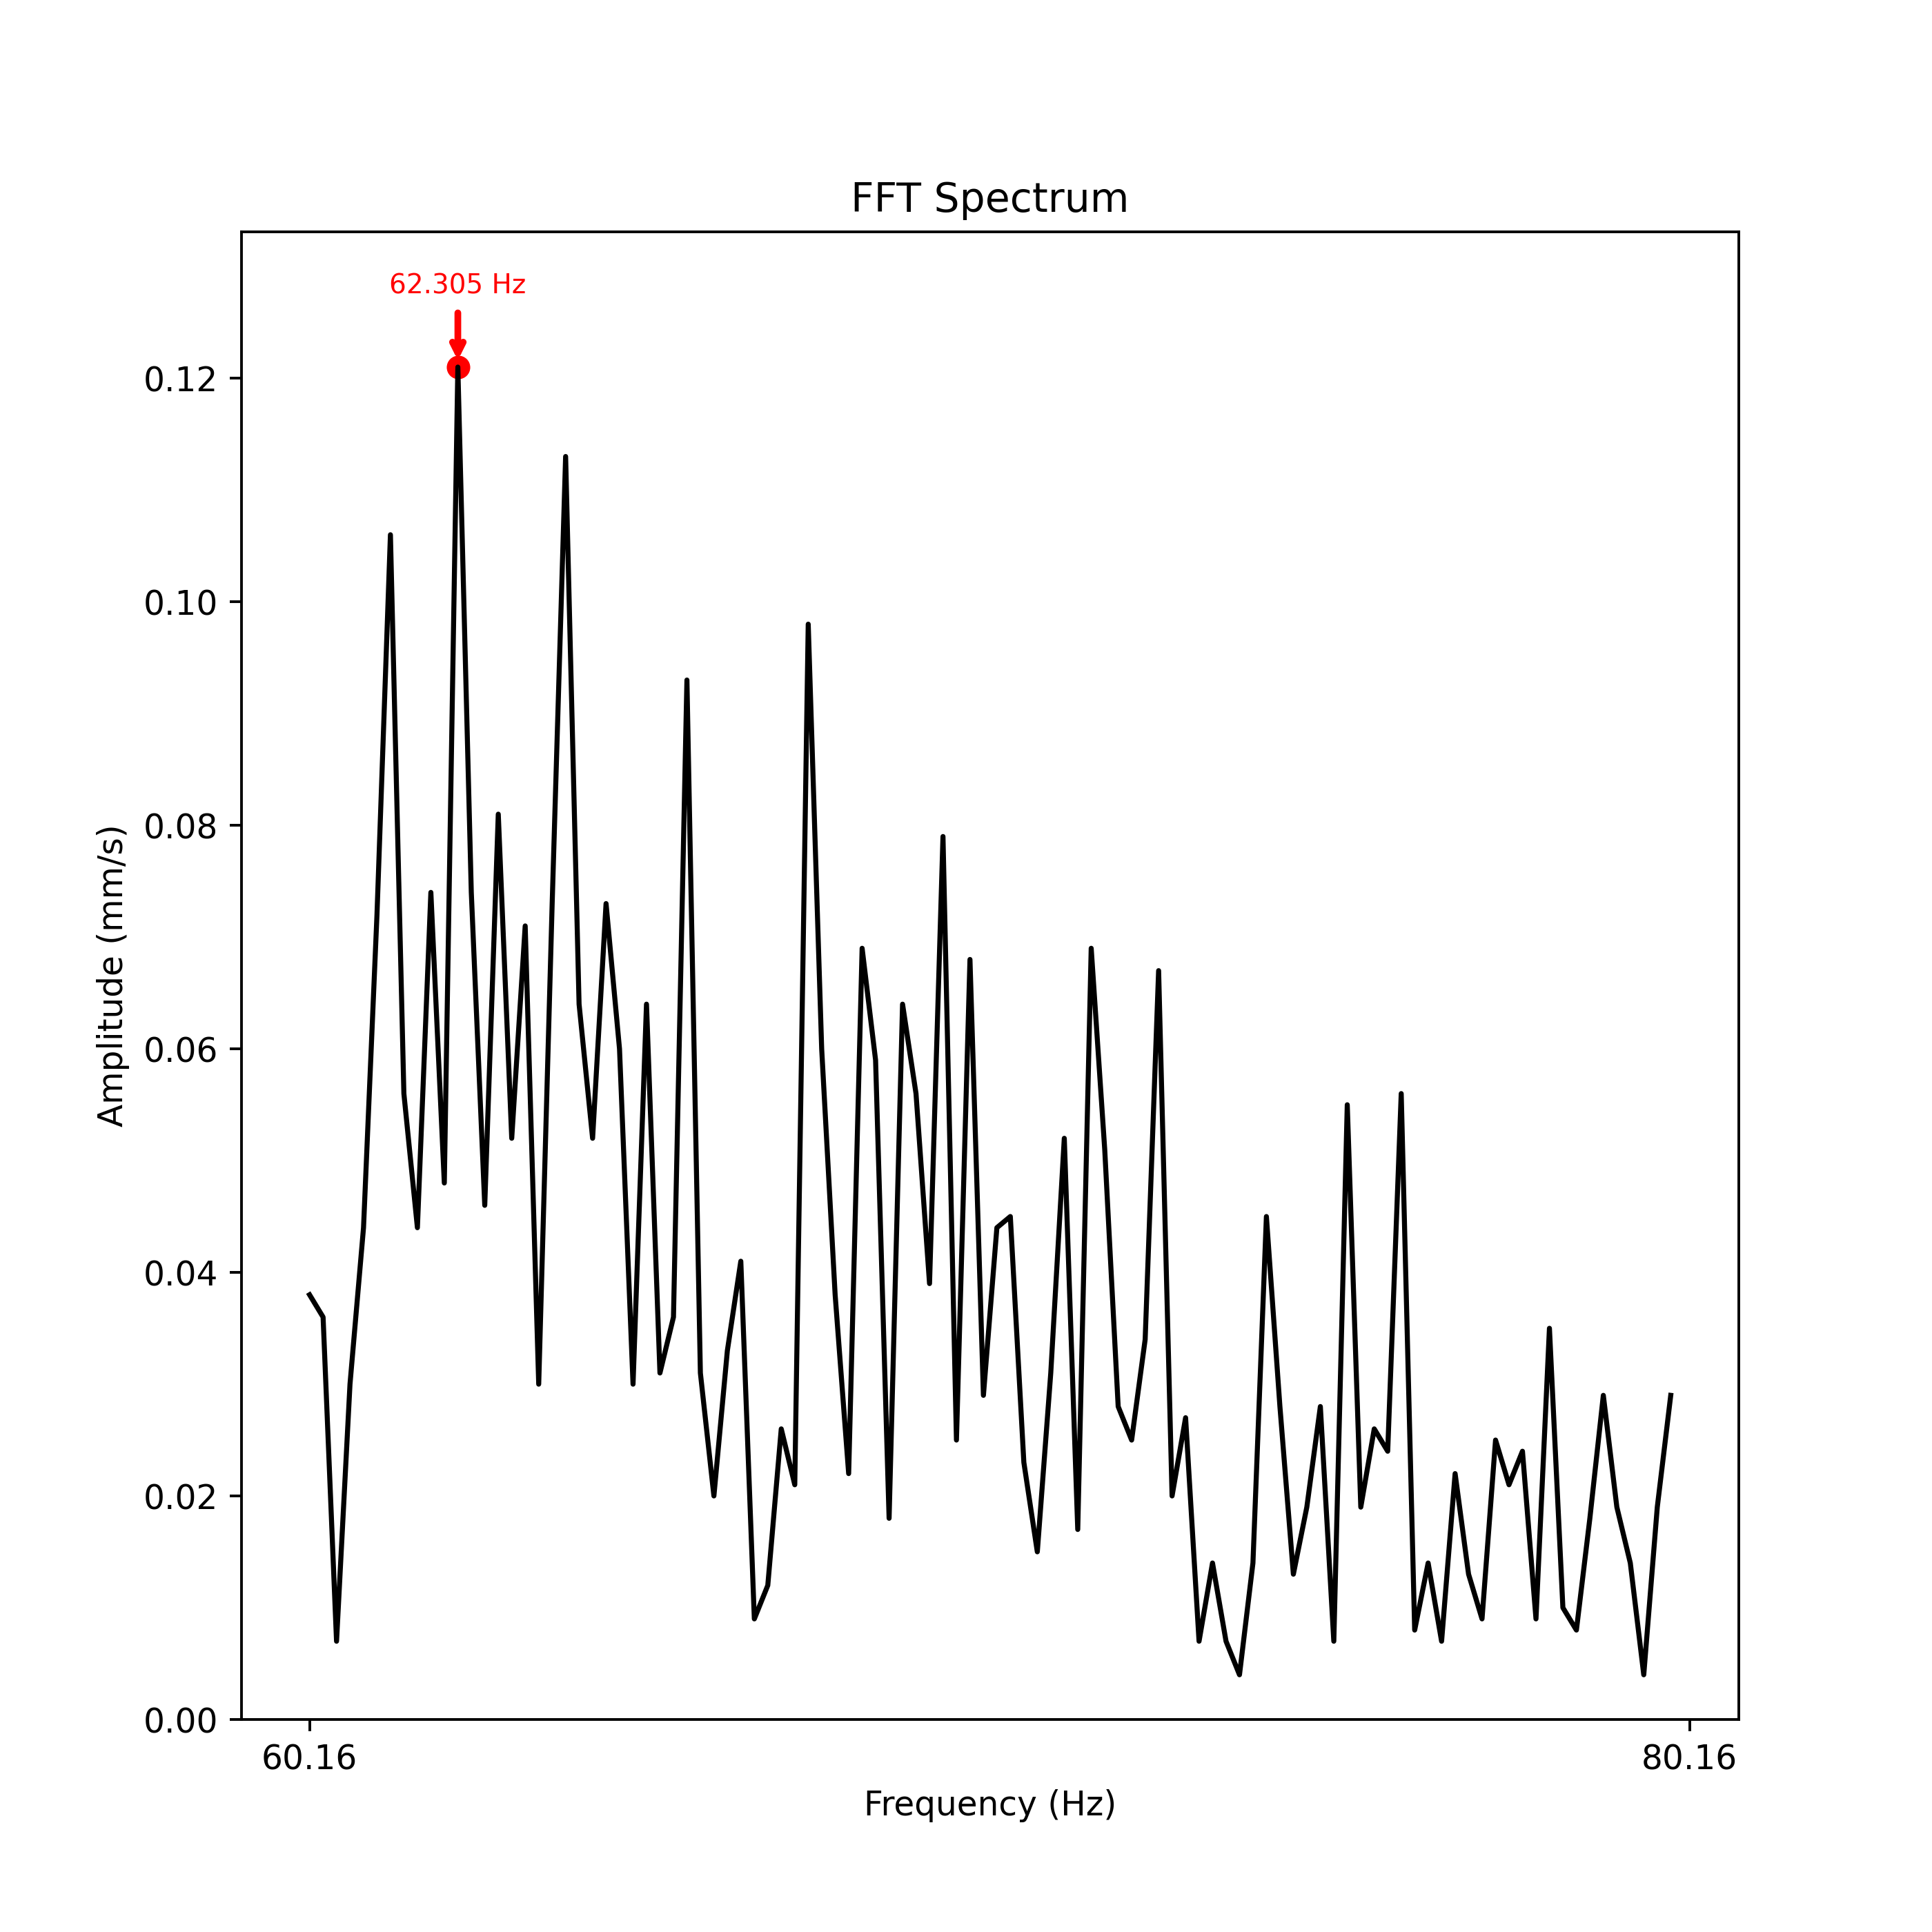 FFT Spectrum
62.305 Hz
0.12
0.10
0.08
0.06
0.04
0.02
0.00
Amplitude (mm/s)
60.16 80.16
Frequency (Hz)